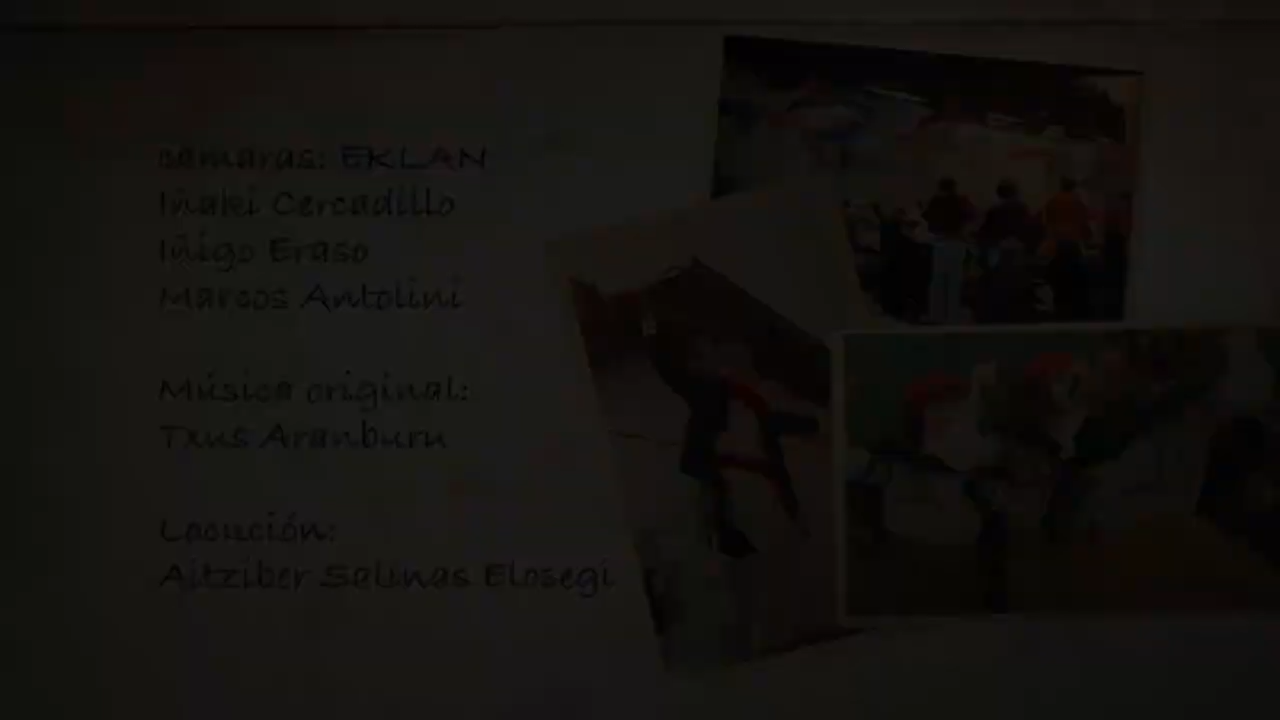 cámaras: EKLAN
Iñaki Cercadillo
Iñigo Eraso
Marcos Antolini
Música original:
Txus Aranburu
Locución:
Aitziber Salinas Elosegi